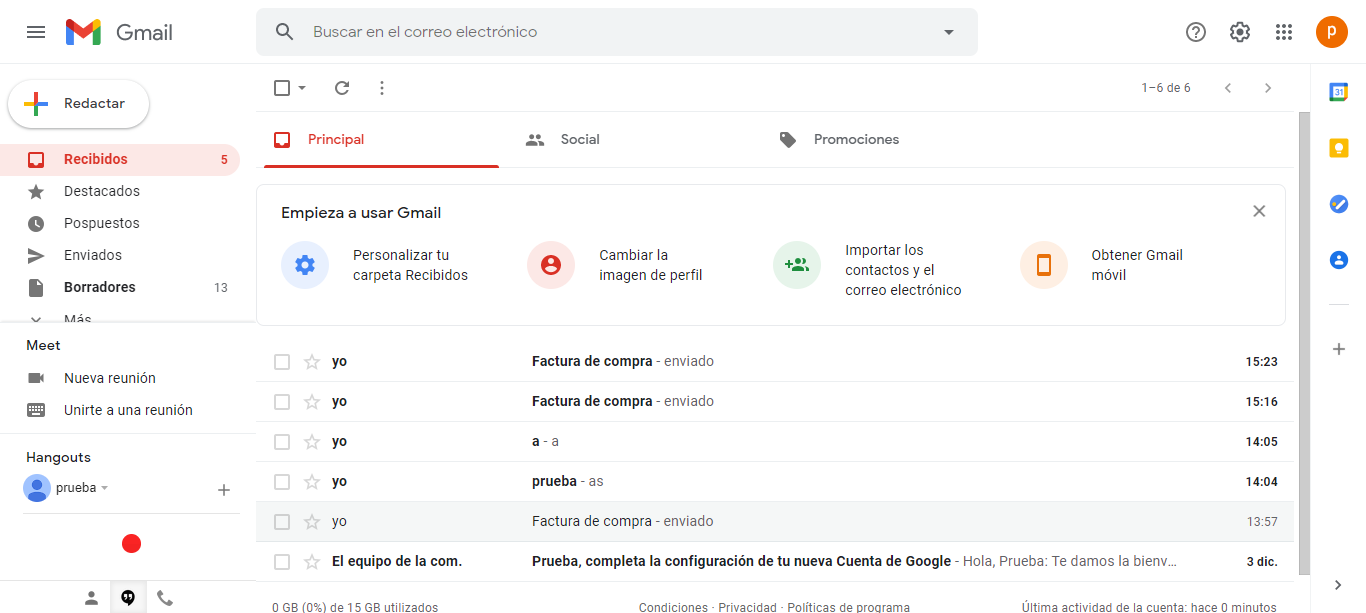 Gmail
Buscar en el correo electrónico
p
Redactar
1–6 de 6
31
Principal
Social
Promociones
Recibidos 5
Destacados
Pospuestos
Enviados
Borradores 13
Más
Empieza a usar Gmail
Personalizar tu
carpeta Recibidos
Cambiar la
imagen de perfil
Importar los
contactos y el
correo electrónico
Obtener Gmail
móvil
Meet
Nueva reunión
Unirte a una reunión
Hangouts
prueba
yo Factura de compra - enviado 15:23
yo Factura de compra - enviado 15:16
yo a - a 14:05
yo prueba - as 14:04
yo Factura de compra - enviado 13:57
El equipo de la com. Prueba, completa la configuración de tu nueva Cuenta de Google - Hola, Prueba: Te damos la bienv… 3 dic.
0 GB (0%) de 15 GB utilizados
Condiciones · Privacidad · Políticas de programa
Última actividad de la cuenta: hace 0 minutos